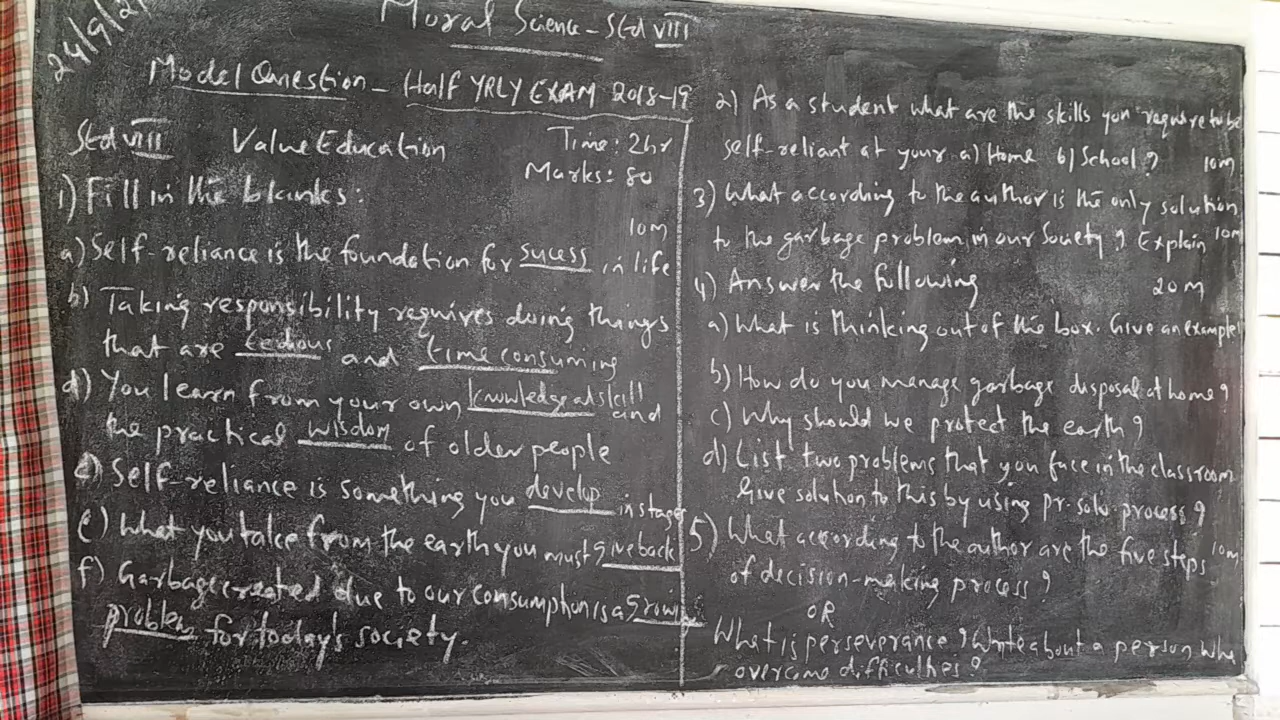 24/9/2
Moral Science - Std VIII
Model Question - Half YRLY EXAM 2018-19
Std VIII Value Education Time: 2hr
Marks: 80
1) Fill in the blanks:
10m
a) Self-reliance is the foundation for sucess in life
b) Taking responsibility requires doing things
that are tedious and time consuming
d) You learn from your own knowledge at skill and
the practical wisdom of older people
Self-reliance is something you develop in stages
e) What you take from the earth you must give back
f) Garbage created due to our consumption is a growing
problem for today's society.
2) As a student what are the skills you require to be
self-reliant at your a) Home b) School? 10m
3) What according to the author is the only solution
to the garbage problem in our Society? Explain 10m
4) Answer the following 20m
a) What is thinking out of the box. Give an example
b) How do you manage garbage disposal at home?
c) Why should we protect the earth?
d) List two problems that you face in the classroom
Give solution to this by using pr. solo process?
5) What according to the author are the five steps 10m
of decision-making process?
OR
What is perseverance? Write about a person who
overcome difficulties?